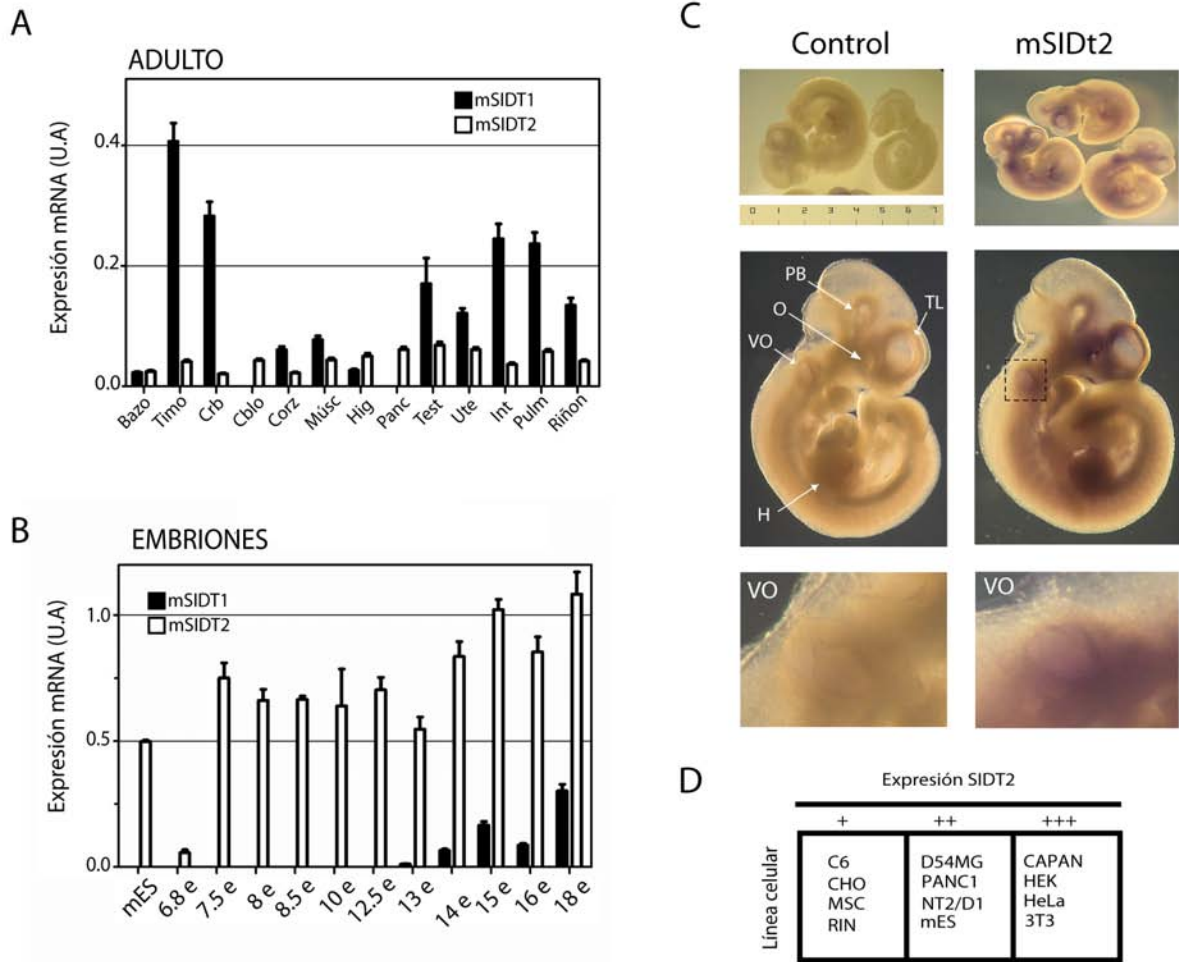 A
ADULTO
mSIDT1
mSIDT2
Expresión mRNA (U.A)
0.4
0.2
0.0
Bazo Timo Crb Cblo Corz Músc Hig Panc Test Ute Int Pulm Riñon
B
EMBRIONES
mSIDT1
mSIDT2
Expresión mRNA (U.A)
1.0
0.5
0.0
mES 6.8 e 7.5 e 8 e 8.5 e 10 e 12.5 e 13 e 14 e 15 e 16 e 18 e
C
Control
mSIDt2
0 1 2 3 4 5 6 7
PB
O
TL
VO
H
VO
VO
D
Expresión SIDT2
+ ++ +++
Línea celular
C6 D54MG CAPAN
CHO PANC1 HEK
MSC NT2/D1 HeLa
RIN mES 3T3